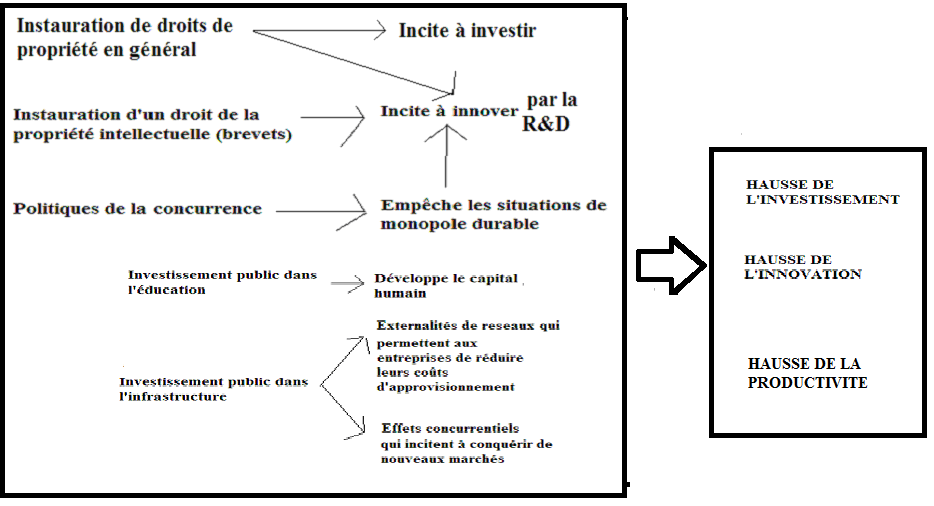 Instauration de droits de
propriété en général
Incite à investir
Instauration d'un droit de la
propriété intellectuelle (brevets)
Incite à innover par la
R&D
Politiques de la concurrence
Empêche les situations de
monopole durable
Investissement public dans
l'éducation
Développe le capital
humain
Investissement public dans
l'infrastructure
Externalités de reseaux qui
permettent aux
entreprises de réduire
leurs coûts
d'approvisionnement
Effets concurrentiels
qui incitent à conquérir de
nouveaux marchés
HAUSSE DE
L'INVESTISSEMENT
HAUSSE DE
L'INNOVATION
HAUSSE DE LA
PRODUCTIVITE